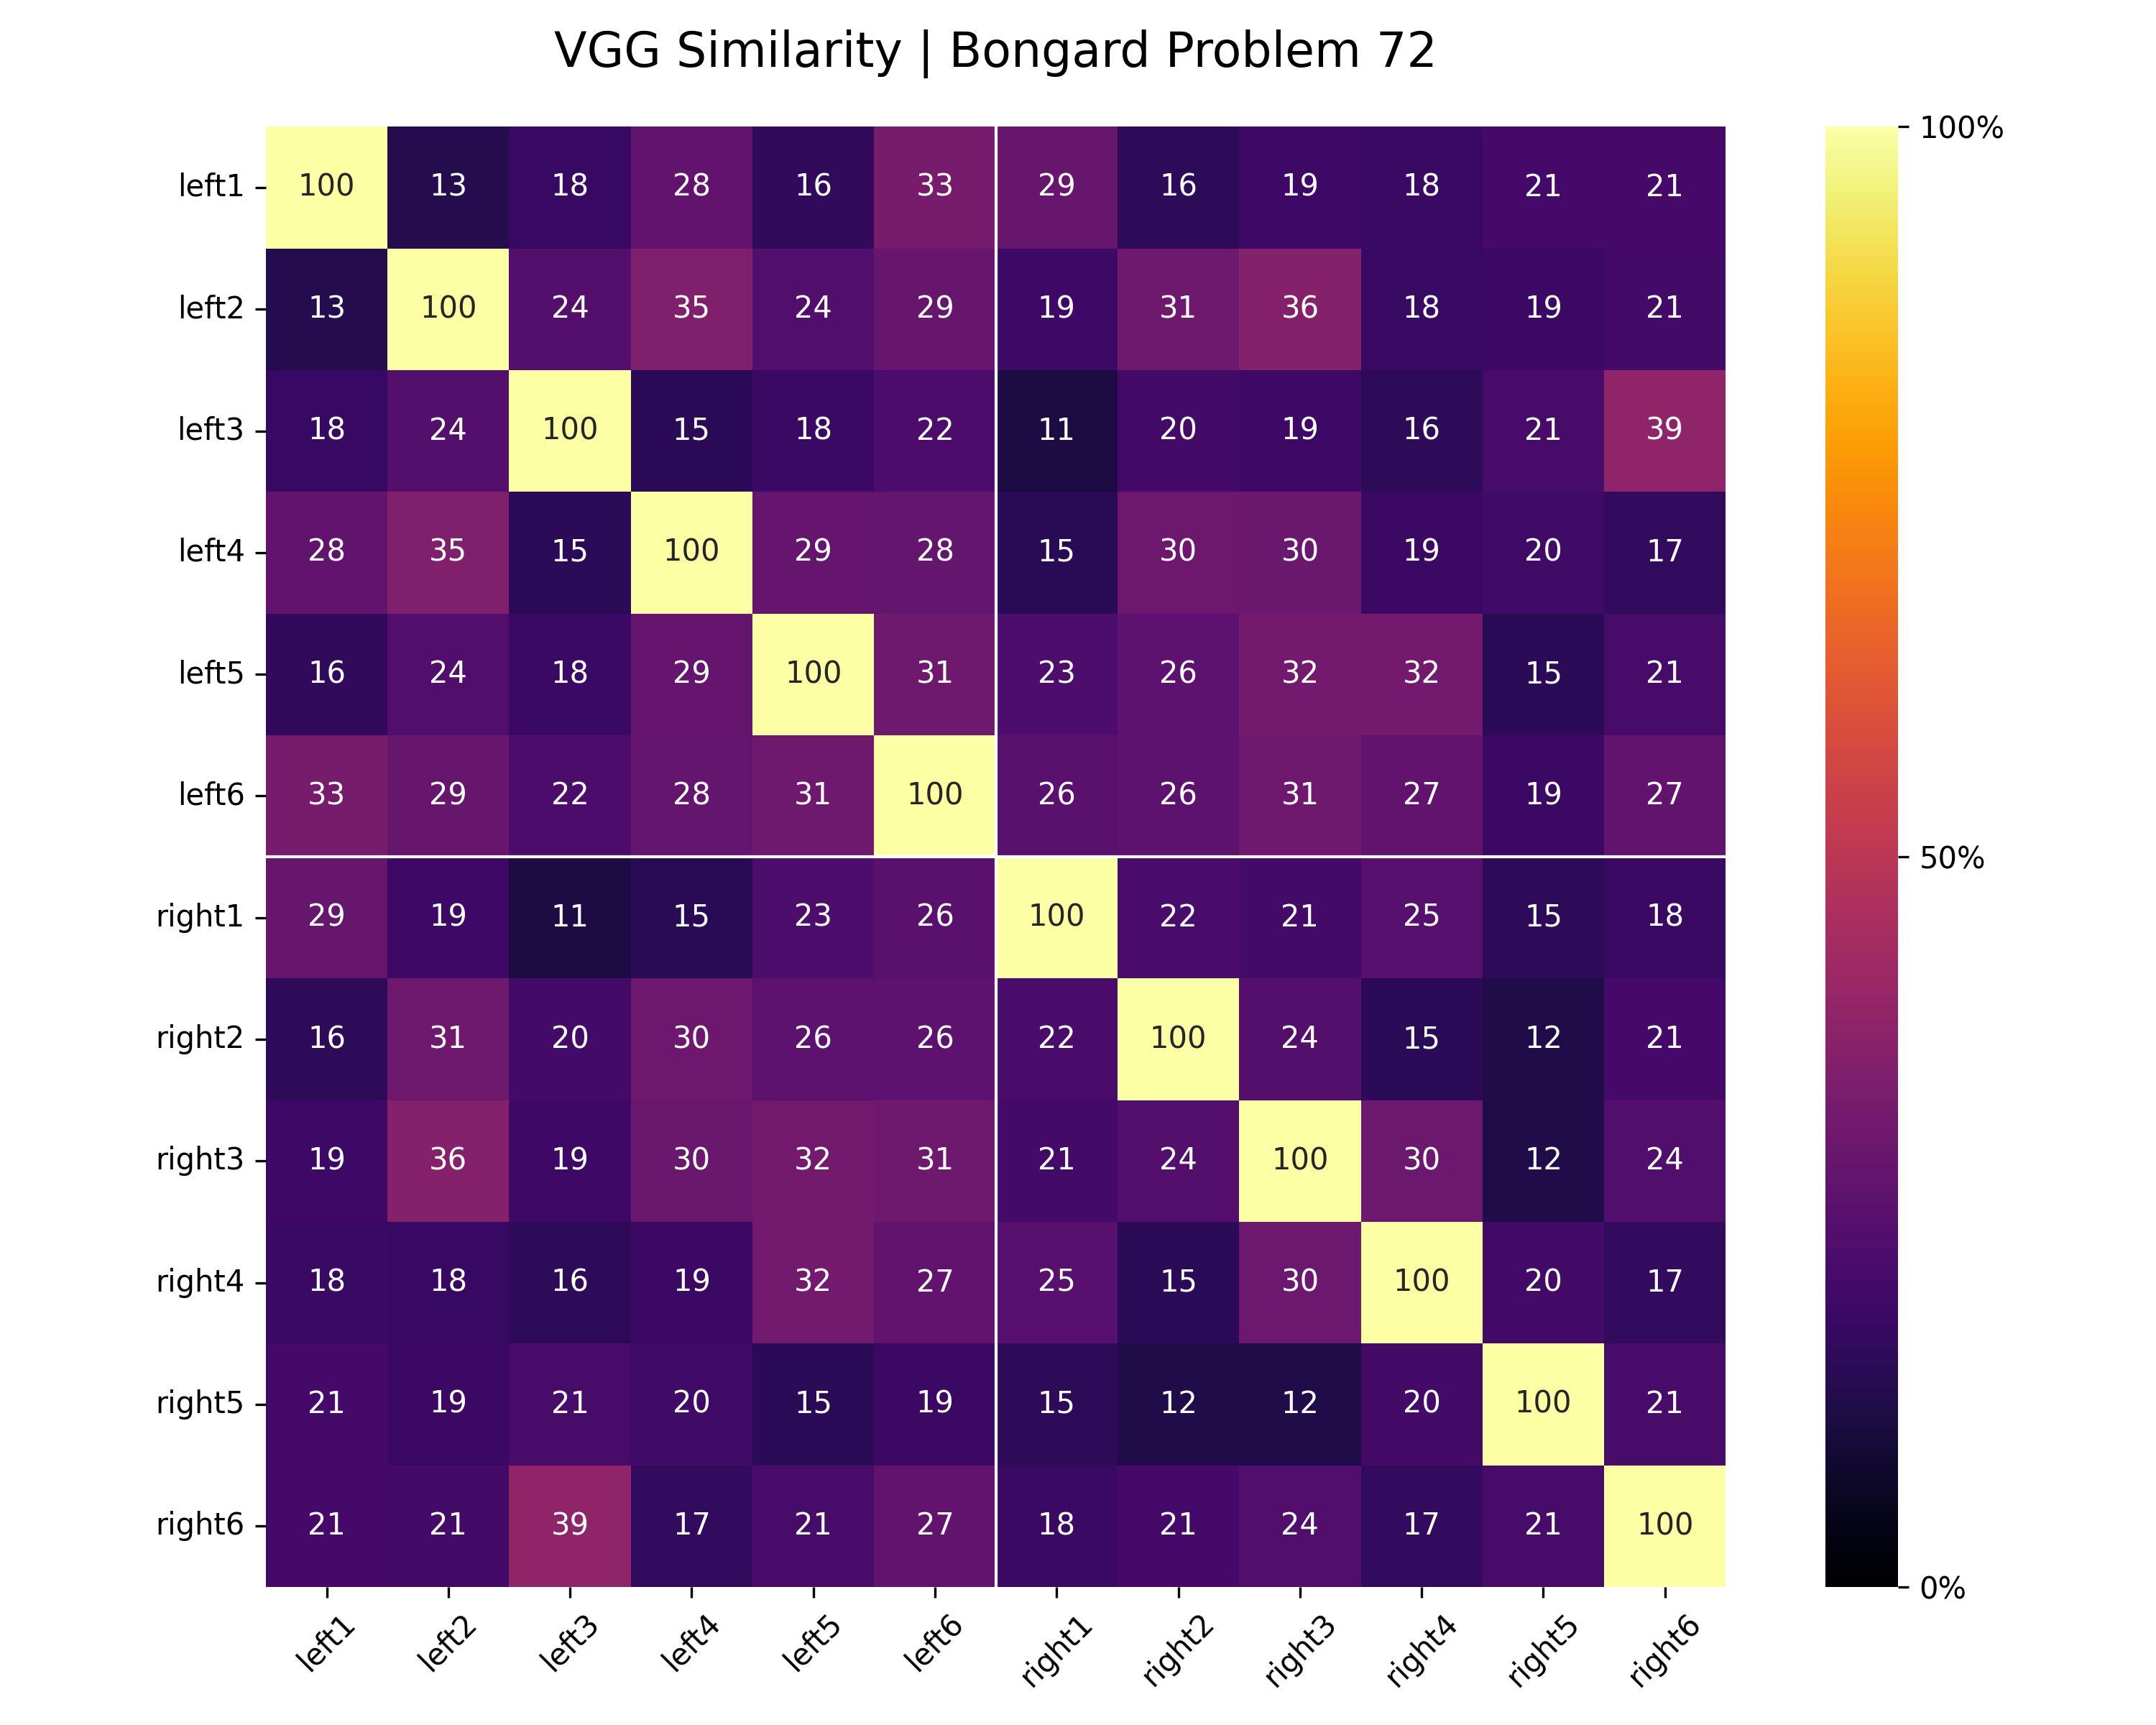 VGG Similarity | Bongard Problem 72
left1 100 13 18 28 16 33 29 16 19 18 21 21
left2 13 100 24 35 24 29 19 31 36 18 19 21
left3 18 24 100 15 18 22 11 20 19 16 21 39
left4 28 35 15 100 29 28 15 30 30 19 20 17
left5 16 24 18 29 100 31 23 26 32 32 15 21
left6 33 29 22 28 31 100 26 26 31 27 19 27
right1 29 19 11 15 23 26 100 22 21 25 15 18
right2 16 31 20 30 26 26 22 100 24 15 12 21
right3 19 36 19 30 32 31 21 24 100 30 12 24
right4 18 18 16 19 32 27 25 15 30 100 20 17
right5 21 19 21 20 15 19 15 12 12 20 100 21
right6 21 21 39 17 21 27 18 21 24 17 21 100
left1 left2 left3 left4 left5 left6 right1 right2 right3 right4 right5 right6
100%
50%
0%